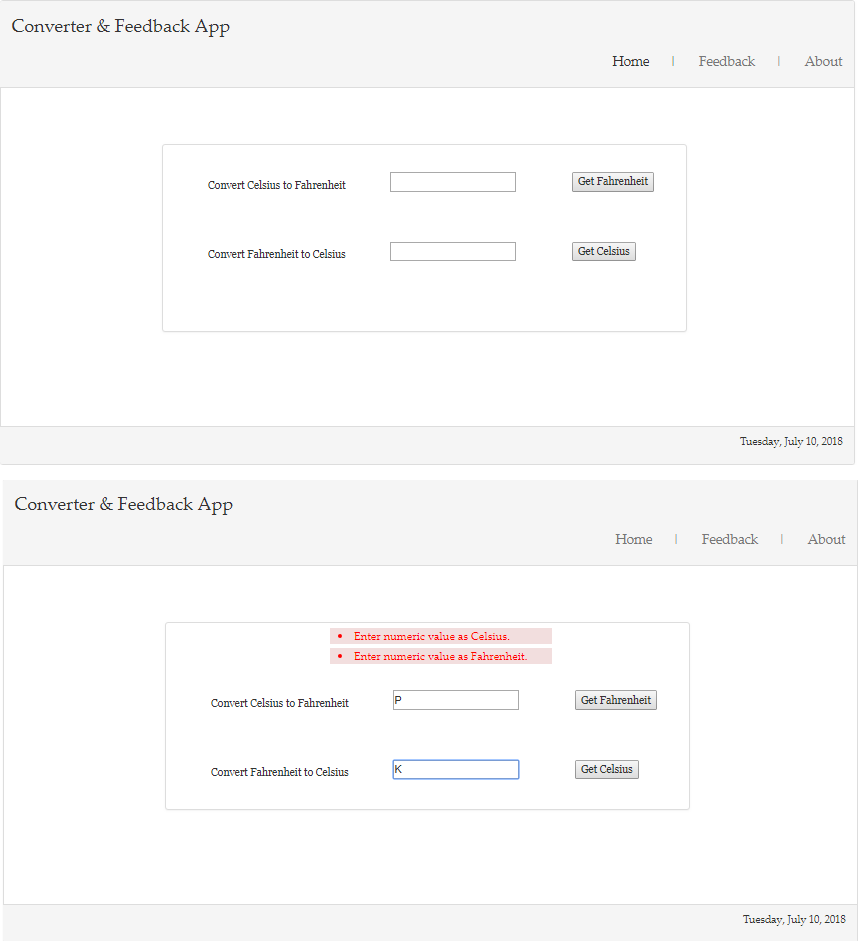 Converter & Feedback App
Home | Feedback | About
Convert Celsius to Fahrenheit Get Fahrenheit
Convert Fahrenheit to Celsius Get Celsius
Tuesday, July 10, 2018
Converter & Feedback App
Home | Feedback | About
• Enter numeric value as Celsius.
• Enter numeric value as Fahrenheit.
Convert Celsius to Fahrenheit P Get Fahrenheit
Convert Fahrenheit to Celsius K Get Celsius
Tuesday, July 10, 2018